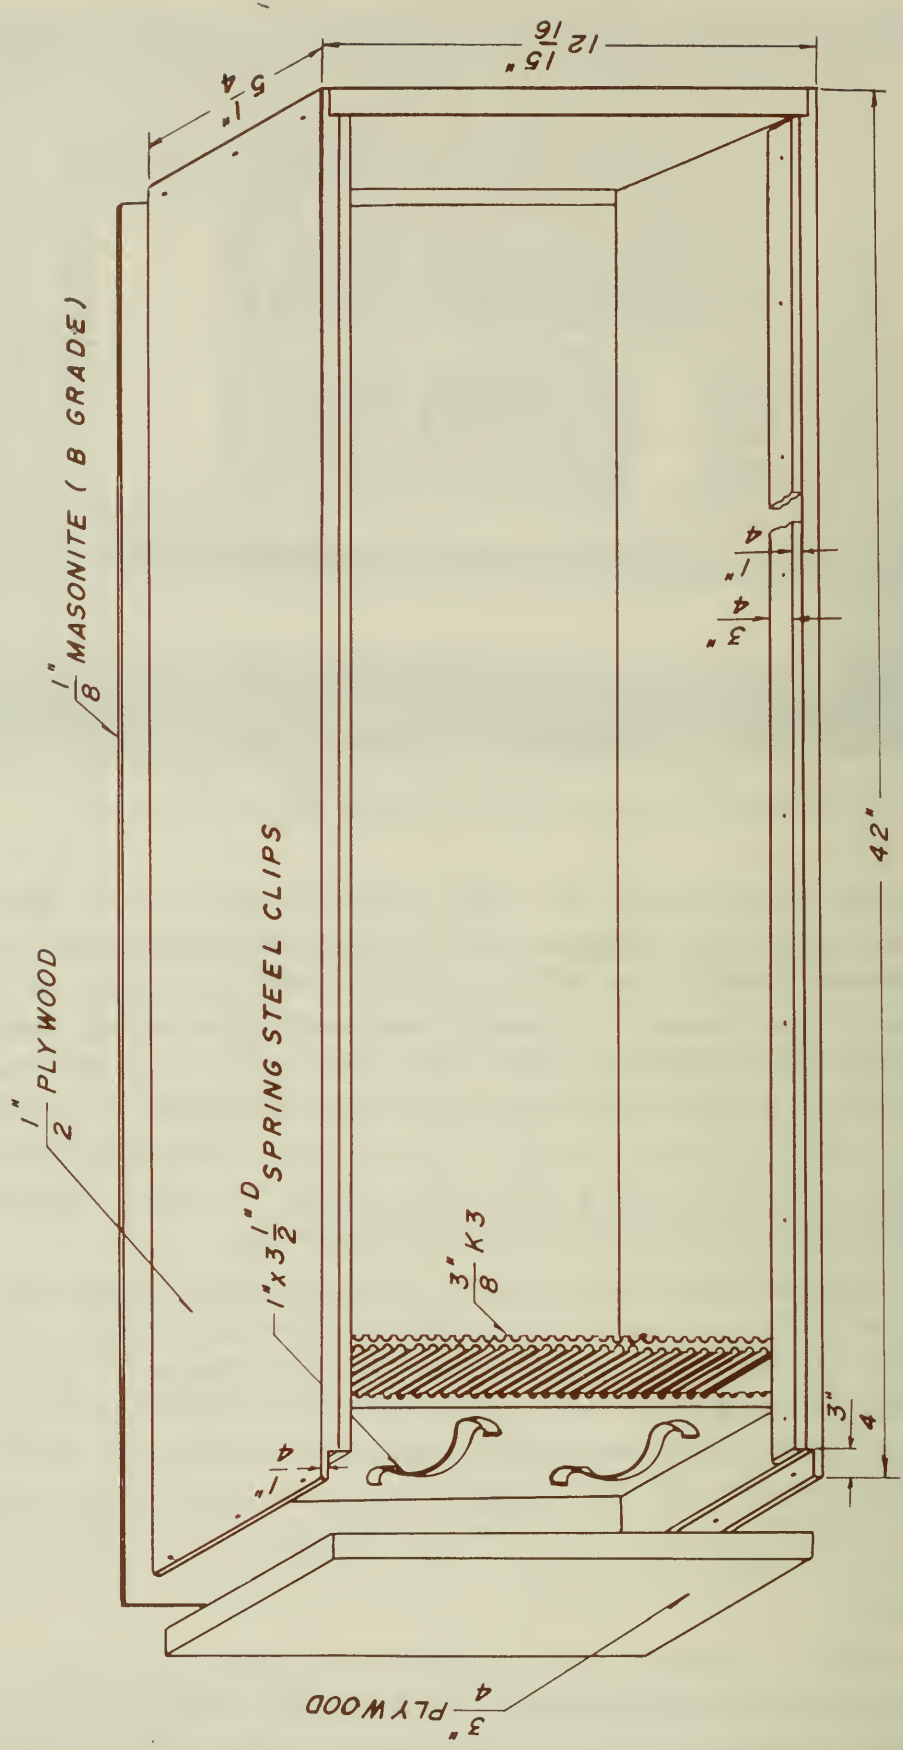 12 15/16"
5 1/4"
1/8" MASONITE (B GRADE)
1/4"
3/4"
42"
1/2" PLYWOOD
1"x3 1/2"D SPRING STEEL CLIPS
3/8" K3
1/4"
3/4"
3/4" PLYWOOD